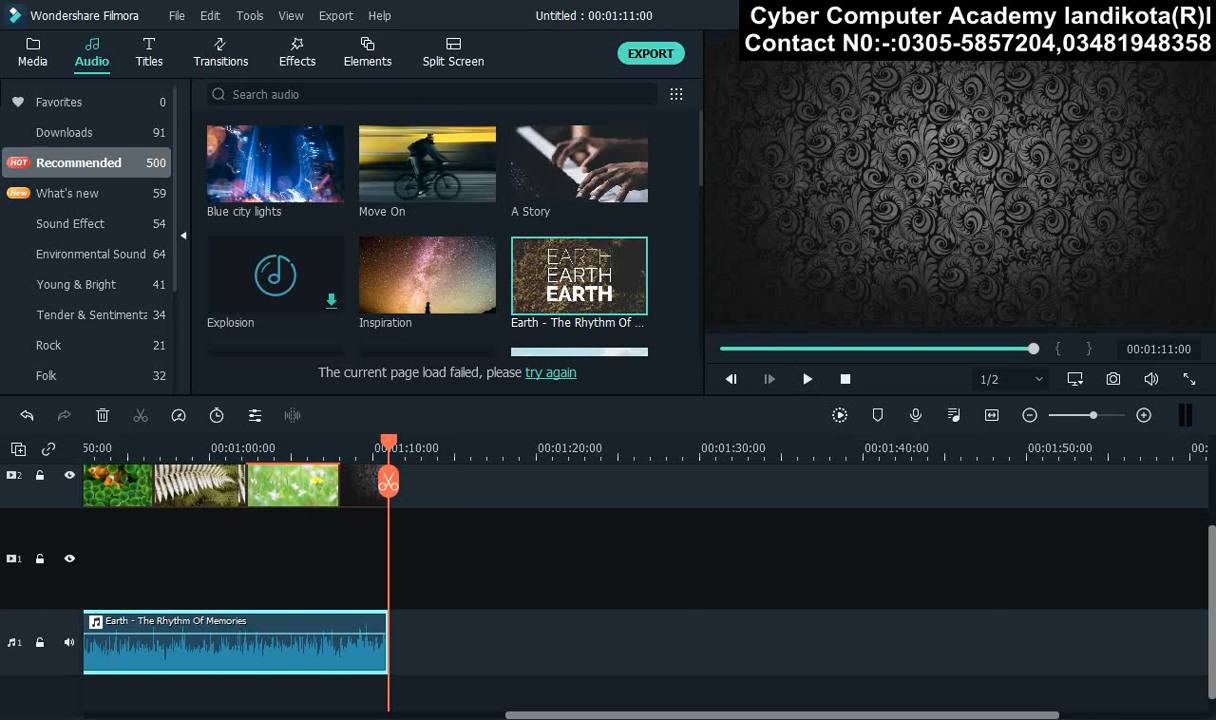 Wondershare Filmora
File
Edit
Tools
View
Export
Help
Untitled : 00:01:11:00
Cyber Computer Academy landikota(R)I
Contact N0:-:0305-5857204,03481948358
Media
Audio
Titles
Transitions
Effects
Elements
Split Screen
EXPORT
Favorites 0
Downloads 91
HOT Recommended 500
New What's new 59
Sound Effect 54
Environmental Sound 64
Young & Bright 41
Tender & Sentimenta 34
Rock 21
Folk 32
Search audio
Blue city lights
Move On
A Story
EARTH
EARTH
EARTH
Explosion
Inspiration
Earth - The Rhythm Of ...
The current page load failed, please try again
{ } 00:01:11:00
1/2
50:00
00:01:00:00
00:01:10:00
00:01:20:00
00:01:30:00
00:01:40:00
00:01:50:00
00:
2
1
Earth - The Rhythm Of Memories
1